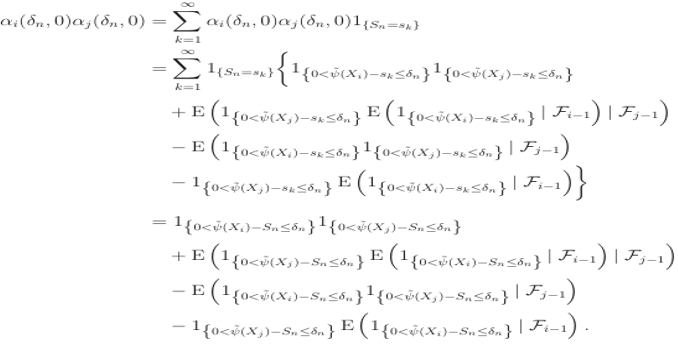 α_i(δ_n, 0)α_j(δ_n, 0) = ∑_{k=1}^{∞} α_i(δ_n, 0)α_j(δ_n, 0)1_{{S_n=s_k}}
= ∑_{k=1}^{∞} 1_{{S_n=s_k}} { 1_{{0<ψ̃(X_i)−s_k≤δ_n}} 1_{{0<ψ̃(X_j)−s_k≤δ_n}}
+ E ( 1_{{0<ψ̃(X_j)−s_k≤δ_n}} E ( 1_{{0<ψ̃(X_i)−s_k≤δ_n}} | ℱ_{i−1} ) | ℱ_{j−1} )
− E ( 1_{{0<ψ̃(X_i)−s_k≤δ_n}} 1_{{0<ψ̃(X_j)−s_k≤δ_n}} | ℱ_{j−1} )
− 1_{{0<ψ̃(X_j)−s_k≤δ_n}} E ( 1_{{0<ψ̃(X_i)−s_k≤δ_n}} | ℱ_{i−1} ) }
= 1_{{0<ψ̃(X_i)−S_n≤δ_n}} 1_{{0<ψ̃(X_j)−S_n≤δ_n}}
+ E ( 1_{{0<ψ̃(X_j)−S_n≤δ_n}} E ( 1_{{0<ψ̃(X_i)−S_n≤δ_n}} | ℱ_{i−1} ) | ℱ_{j−1} )
− E ( 1_{{0<ψ̃(X_i)−S_n≤δ_n}} 1_{{0<ψ̃(X_j)−S_n≤δ_n}} | ℱ_{j−1} )
− 1_{{0<ψ̃(X_j)−S_n≤δ_n}} E ( 1_{{0<ψ̃(X_i)−S_n≤δ_n}} | ℱ_{i−1} ) .